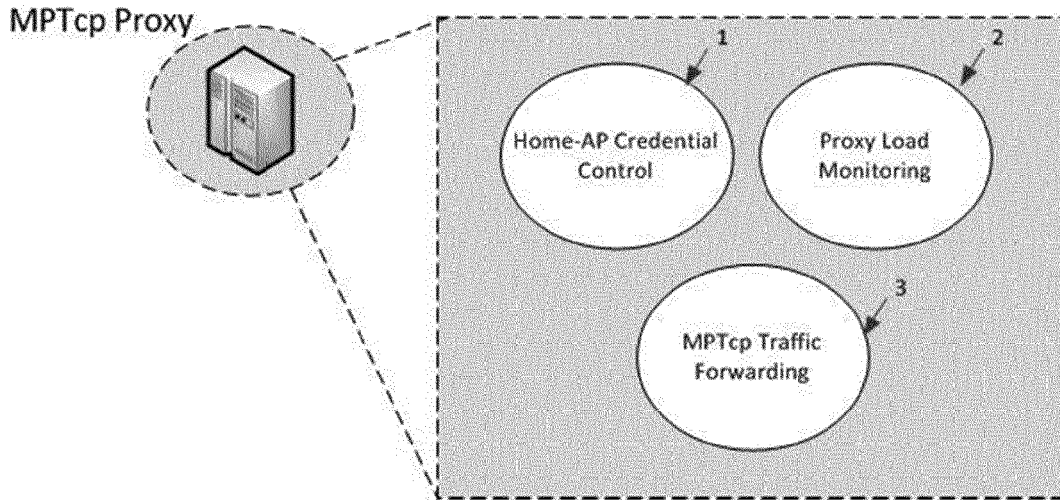 MPTcp Proxy
1
Home-AP Credential
Control
2
Proxy Load
Monitoring
3
MPTcp Traffic
Forwarding